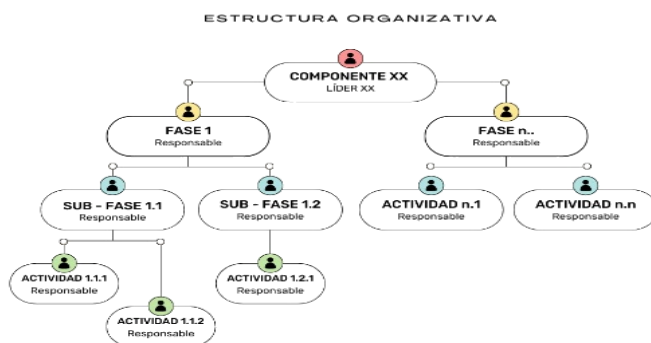 ESTRUCTURA ORGANIZATIVA
COMPONENTE XX
LÍDER XX
FASE 1
Responsable
FASE n..
Responsable
SUB - FASE 1.1
Responsable
SUB - FASE 1.2
Responsable
ACTIVIDAD n.1
Responsable
ACTIVIDAD n.n
Responsable
ACTIVIDAD 1.1.1
Responsable
ACTIVIDAD 1.2.1
Responsable
ACTIVIDAD 1.1.2
Responsable